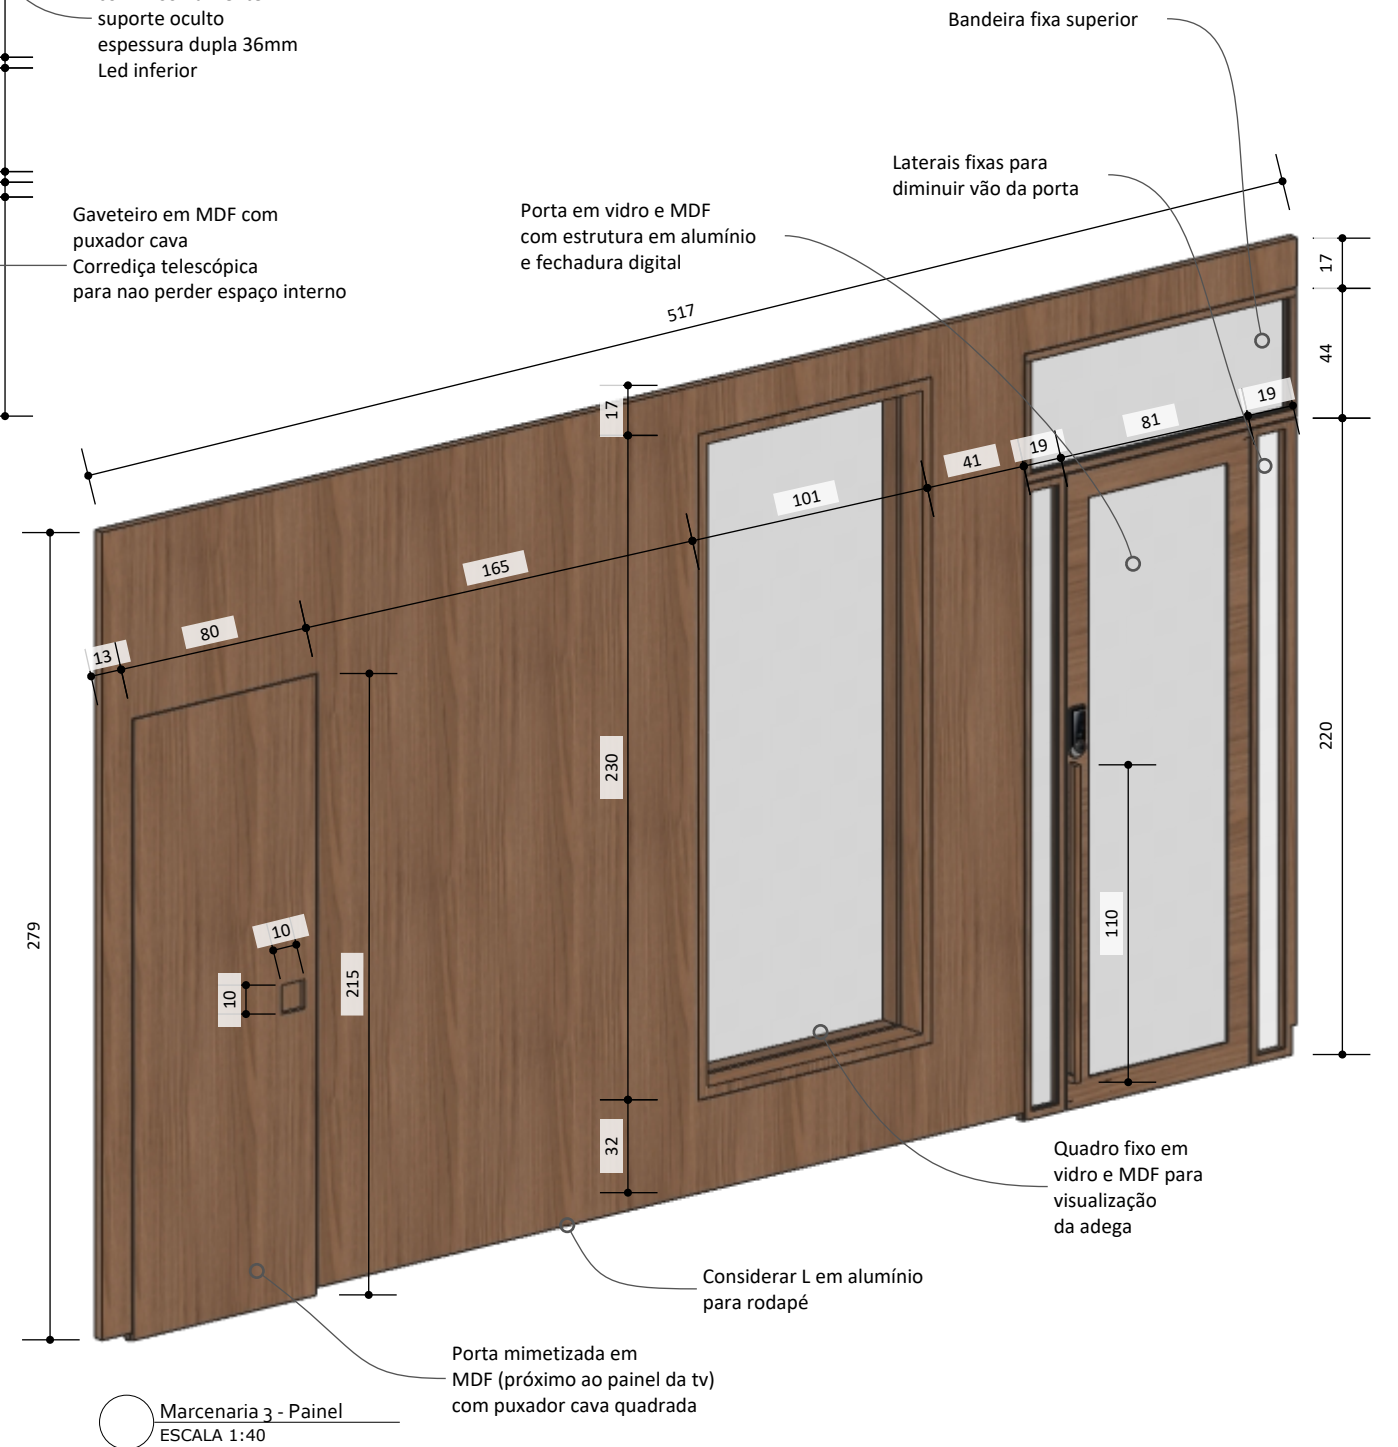 suporte oculto
espessura dupla 36mm
Led inferior
Bandeira fixa superior
Laterais fixas para
diminuir vão da porta
Gaveteiro em MDF com
puxador cava
Corrediça telescópica
para nao perder espaço interno
Porta em vidro e MDF
com estrutura em alumínio
e fechadura digital
517
17
44
17
19
81
19
41
101
165
80
13
230
220
279
10
10
215
110
32
Quadro fixo em
vidro e MDF para
visualização
da adega
Considerar L em alumínio
para rodapé
Porta mimetizada em
MDF (próximo ao painel da tv)
com puxador cava quadrada
Marcenaria 3 - Painel
ESCALA 1:40